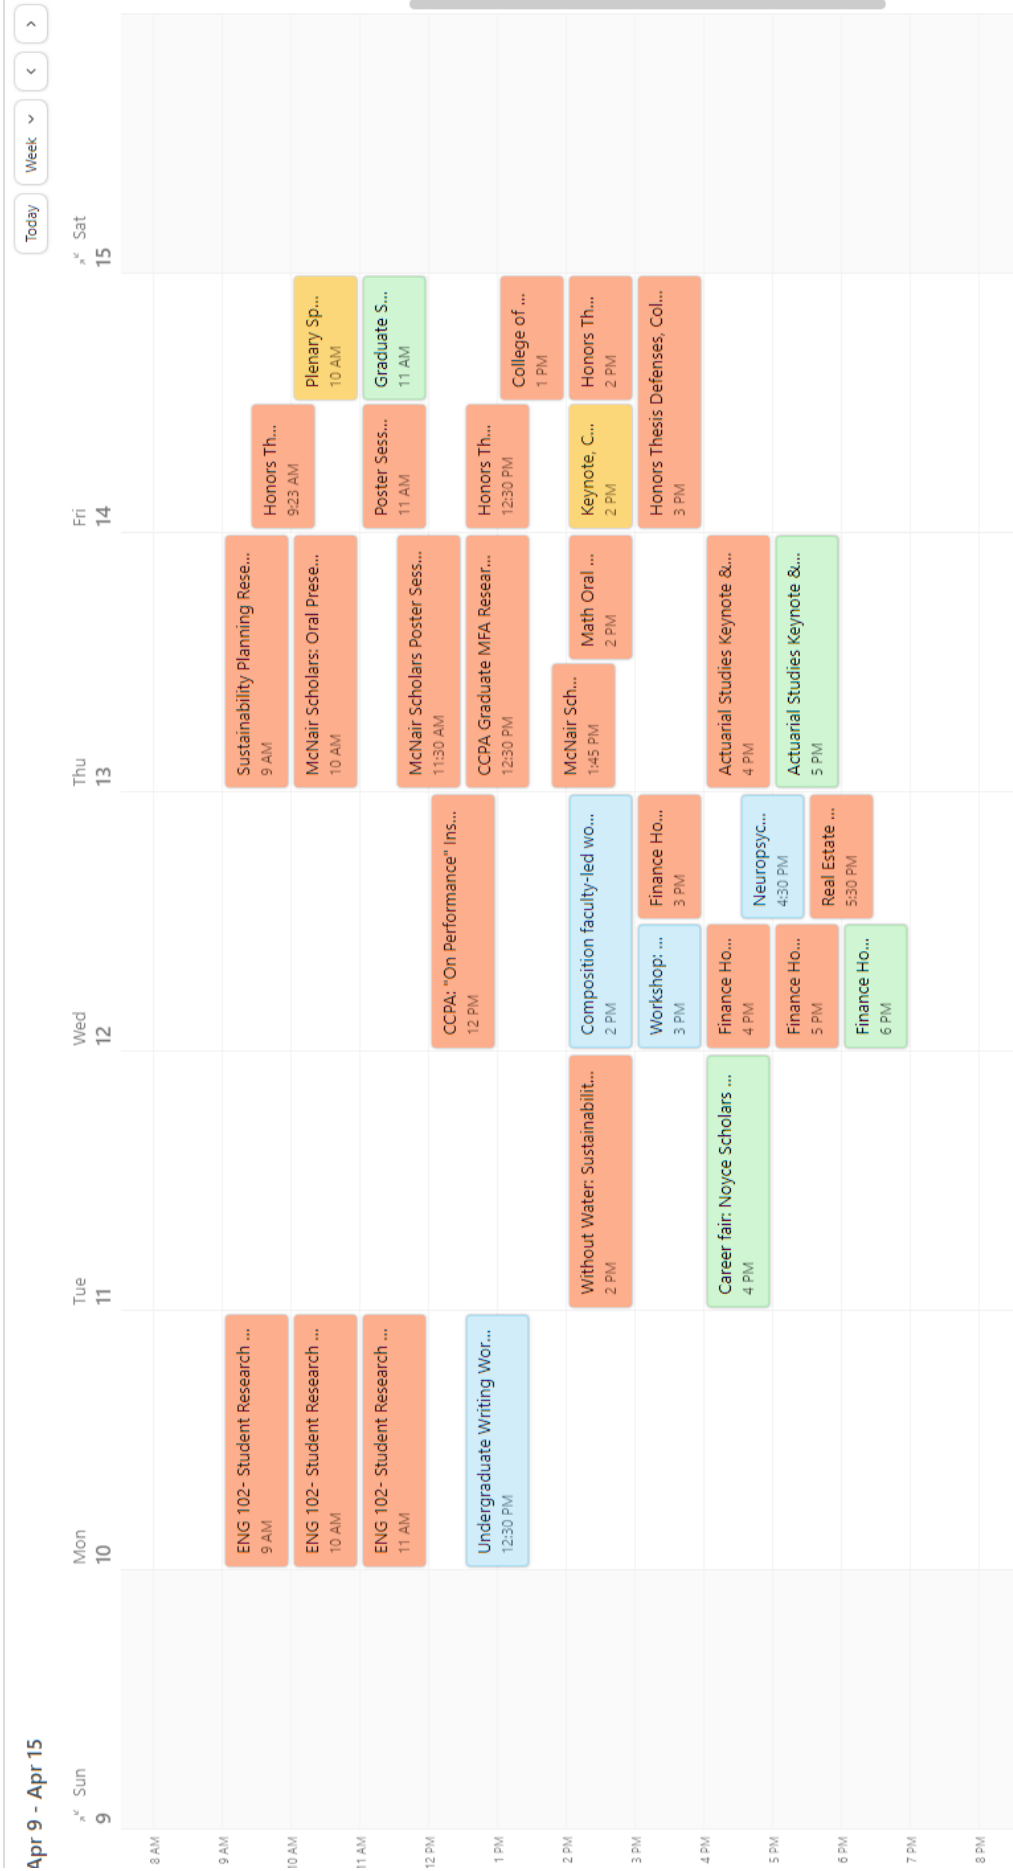 Apr 9 - Apr 15
Today
Week
Sun
9
Mon
10
Tue
11
Wed
12
Thu
13
Fri
14
Sat
15
8 AM
9 AM
10 AM
11 AM
12 PM
1 PM
2 PM
3 PM
4 PM
5 PM
6 PM
7 PM
8 PM
ENG 102- Student Research ...
9 AM
ENG 102- Student Research ...
10 AM
ENG 102- Student Research ...
11 AM
Undergraduate Writing Wor...
12:30 PM
Without Water: Sustainabilit...
2 PM
Career fair: Noyce Scholars ...
4 PM
CCPA: "On Performance" Ins...
12 PM
Composition faculty-led wo...
2 PM
Workshop: ...
3 PM
Finance Ho...
3 PM
Finance Ho...
4 PM
Neuropsyc...
4:30 PM
Finance Ho...
5 PM
Real Estate ...
5:30 PM
Finance Ho...
6 PM
Sustainability Planning Rese...
9 AM
McNair Scholars: Oral Prese...
10 AM
McNair Scholars Poster Sess...
11:30 AM
CCPA Graduate MFA Resear...
12:30 PM
McNair Sch...
1:45 PM
Math Oral ...
2 PM
Actuarial Studies Keynote &...
4 PM
Actuarial Studies Keynote &...
5 PM
Honors Th...
9:23 AM
Plenary Sp...
10 AM
Poster Sess...
11 AM
Graduate S...
11 AM
Honors Th...
12:30 PM
College of ...
1 PM
Keynote, C...
2 PM
Honors Th...
2 PM
Honors Thesis Defenses, Col...
3 PM